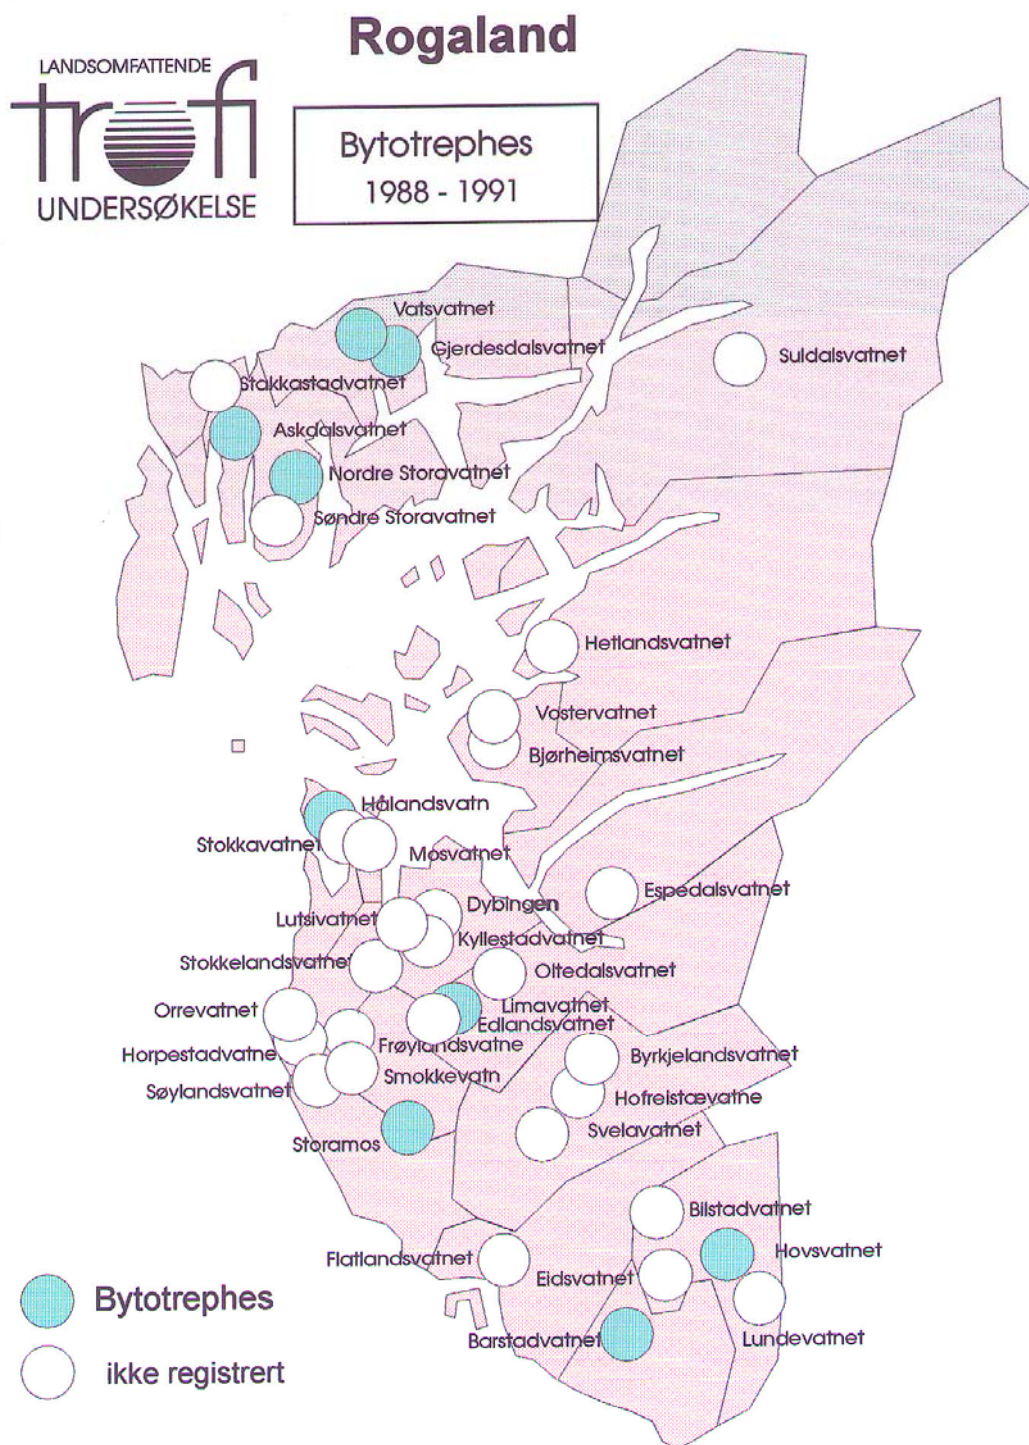 Rogaland
LANDSOMFATTENDE
trofi
UNDERSØKELSE
Bytotrephes
1988 - 1991
Vatsvatnet
Gjerdesdalsvatnet
Suldalsvatnet
Stakkastadvatnet
Askdalsvatnet
Nordre Storavatnet
Søndre Storavatnet
Hetlandsvatnet
Vostervatnet
Bjørheimsvatnet
Hålandsvatn
Stokkavatnet
Mosvatnet
Espedalsvatnet
Dybingen
Lutsivatnet
Kyllestadvatnet
Stokkelandsvatnet
Oltedalsvatnet
Limavatnet
Orrevatnet
Edlandsvatnet
Frøylandsvatne
Horpestadvatne
Byrkjelandsvatnet
Smokkevatn
Søylandsvatnet
Hofreistævatne
Svelavatnet
Storamos
Bilstadvatnet
Hovsvatnet
Flatlandsvatnet
Eidsvatnet
Bytotrephes
Barstadvatnet
Lundevatnet
ikke registrert